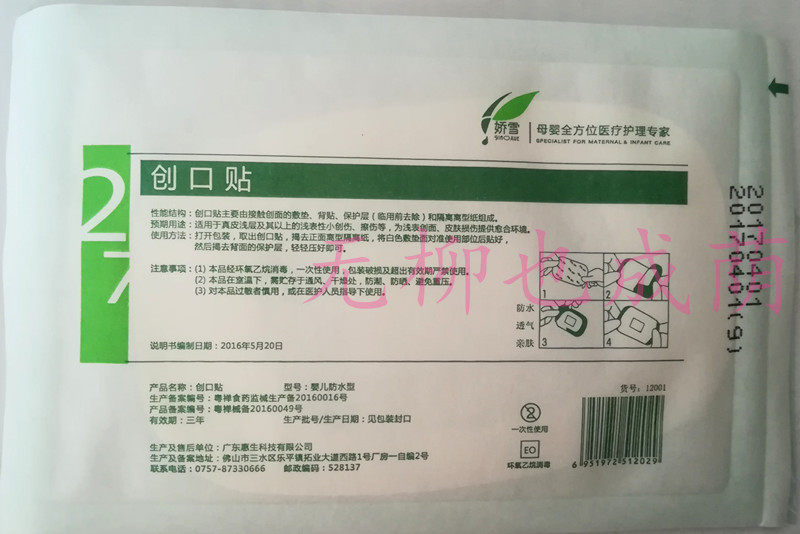 娇雪
母婴全方位医疗护理专家
SPECIALIST FOR MATERNAL & INFANT CARE
27
创口贴
性能结构：创口贴主要由接触创面的敷垫、背贴、保护层（临用前去除）和隔离离型纸组成。
预期用途：适用于真皮浅层及其以上的浅表性小创伤、擦伤等，为浅表创面、皮肤损伤提供愈合环境。
使用方法：打开包装，取出创口贴，揭去正面离型隔离纸，将白色敷垫面对准使用部位后贴好，
然后揭去背面的保护层，轻轻压好即可。
注意事项：(1) 本品经环氧乙烷消毒，一次性使用，包装破损及超出有效期严禁使用。
(2) 本品在室温下，需贮存于通风、干燥处，防潮、防晒、避免重压。
(3) 对本品过敏者慎用，或在医护人员指导下使用。
说明书编制日期：2016年5月20日
防水
透气
亲肤
1
2
3
4
20170401
20170401(9)
无柳也成荫
产品名称：创口贴 型号：婴儿防水型
生产备案编号：粤禅食药监械生产备20160016号
产品备案编号：粤禅械备20160049号
有效期：三年 生产批号/生产日期：见包装封口
生产及售后单位：广东惠生科技有限公司
生产及备案地址：佛山市三水区乐平镇拓业大道西路1号厂房一自编2号
联系电话：0757-87330666 邮政编码：528137
2
一次性使用
EO
环氧乙烷消毒
货号：12001
6951972512029